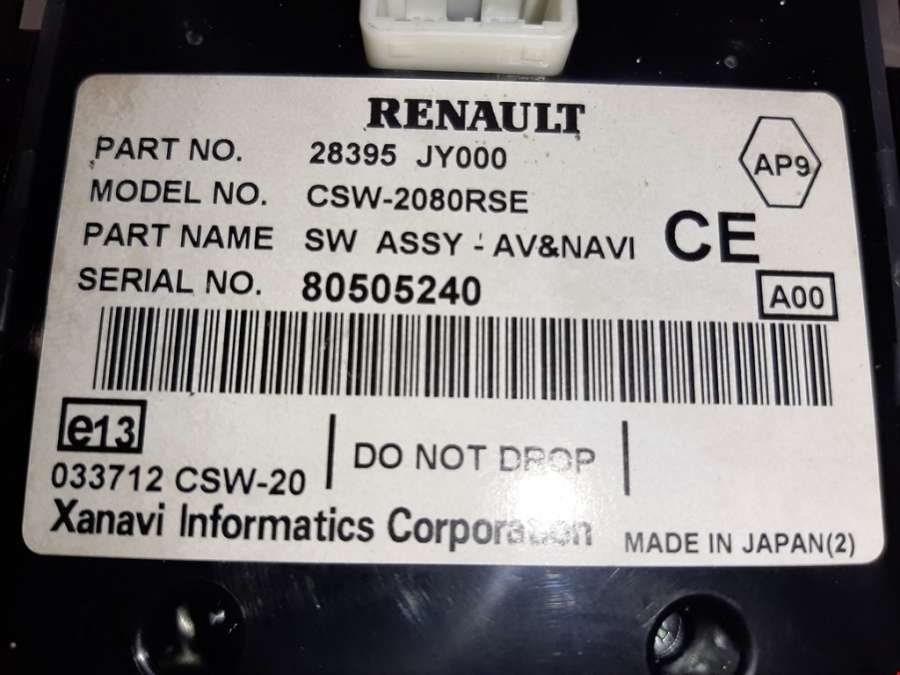 RENAULT
PART NO. 28395 JY000
AP9
MODEL NO. CSW-2080RSE
PART NAME SW ASSY - AV&NAVI
CE
SERIAL NO. 80505240
A00
e13
033712 CSW-20
DO NOT DROP
Xanavi Informatics Corporation
MADE IN JAPAN(2)